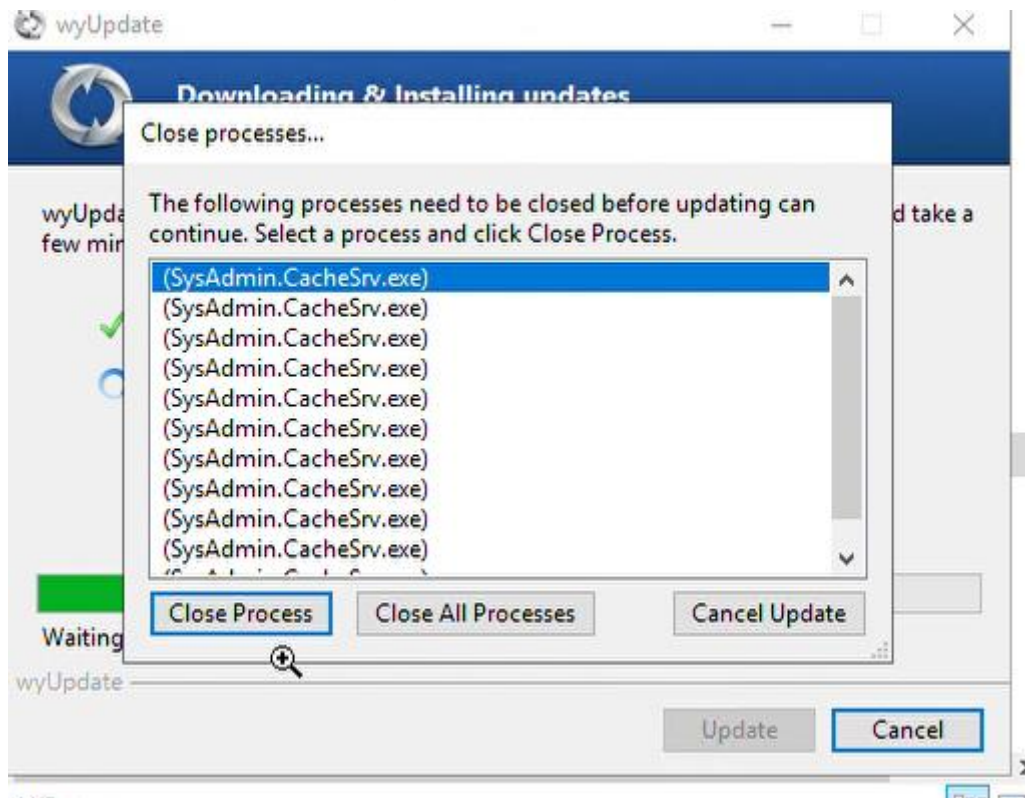 wyUpdate
Downloading & Installing updates
Close processes...
The following processes need to be closed before updating can
continue. Select a process and click Close Process.
wyUpda
d take a
few min
(SysAdmin.CacheSrv.exe)
(SysAdmin.CacheSrv.exe)
(SysAdmin.CacheSrv.exe)
(SysAdmin.CacheSrv.exe)
(SysAdmin.CacheSrv.exe)
(SysAdmin.CacheSrv.exe)
(SysAdmin.CacheSrv.exe)
(SysAdmin.CacheSrv.exe)
(SysAdmin.CacheSrv.exe)
(SysAdmin.CacheSrv.exe)
Close Process
Close All Processes
Cancel Update
Waiting
wyUpdate
Update
Cancel